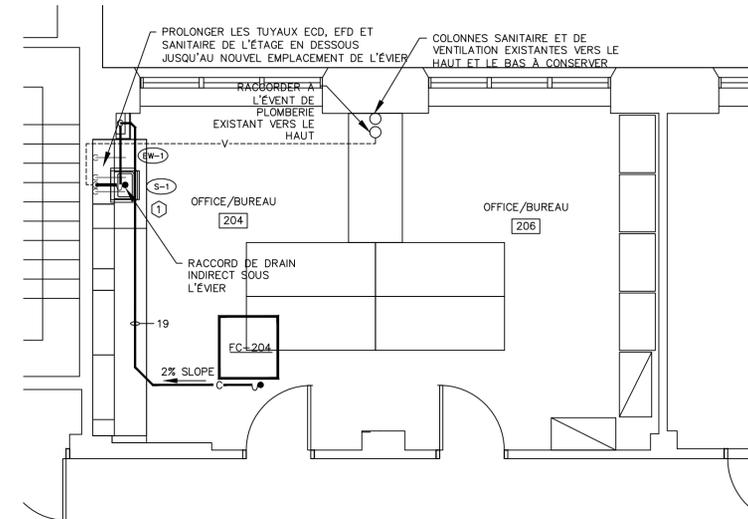 PROLONGER LES TUYAUX ECD, EFD ET
SANITAIRE DE L'ÉTAGE EN DESSOUS
JUSQU'AU NOUVEL EMPLACEMENT DE L'ÉVIER
COLONNES SANITAIRE ET DE
VENTILATION EXISTANTES VERS LE
HAUT ET LE BAS À CONSERVER
RACCORDER À
L'ÉVENT DE
PLOMBERIE
EXISTANT VERS LE
HAUT
V
EW-1
S-1
1
OFFICE/BUREAU
204
OFFICE/BUREAU
206
RACCORD DE DRAIN
INDIRECT SOUS
L'ÉVIER
19
FC-204
2% SLOPE
C